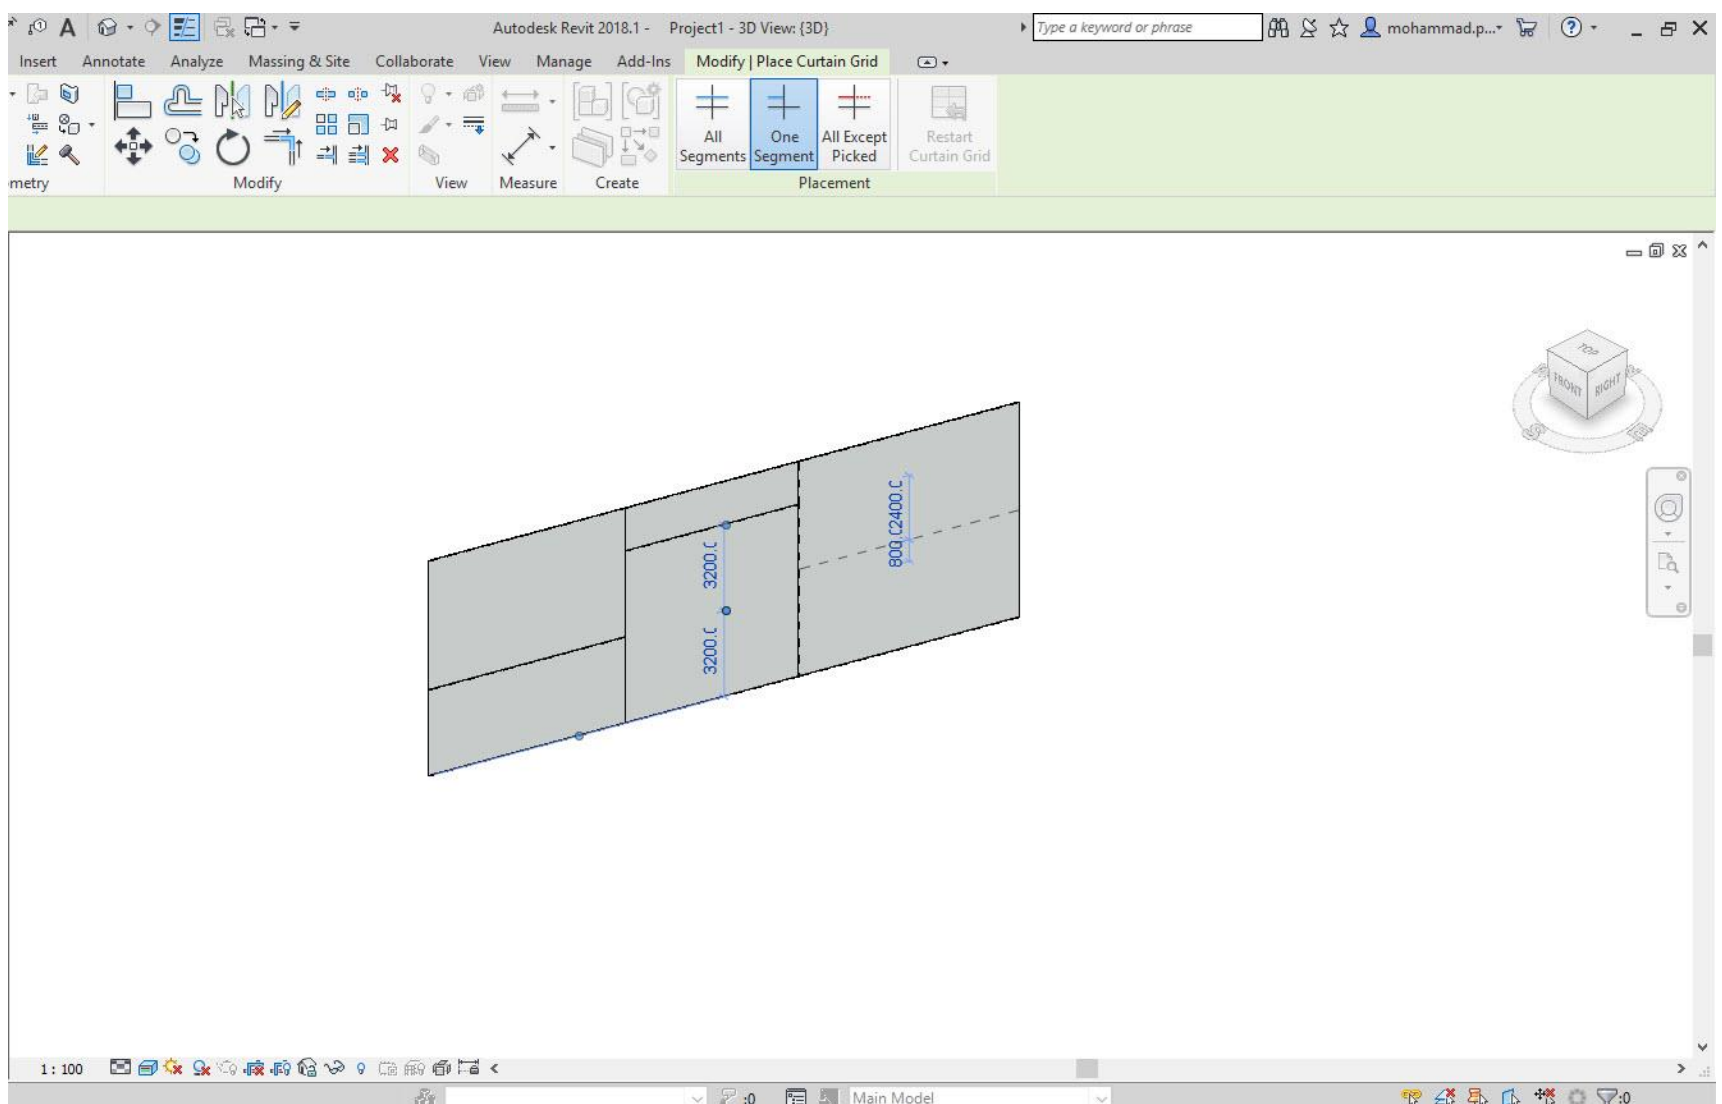 A Autodesk Revit 2018.1 - Project1 - 3D View: {3D} Type a keyword or phrase mohammad.p...
Insert Annotate Analyze Massing & Site Collaborate View Manage Add-Ins Modify | Place Curtain Grid
All Segments
One Segment
All Except Picked
Restart Curtain Grid
metry Modify View Measure Create Placement
TOP
FRONT RIGHT
800.C2400.C
3200.C
3200.C
1 : 100
:0 Main Model :0